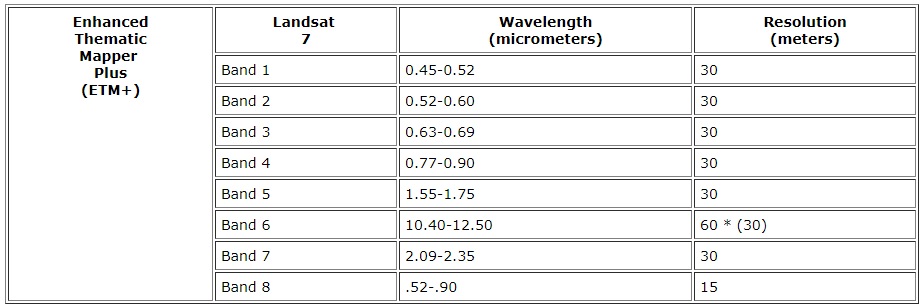 Enhanced
Thematic
Mapper
Plus
(ETM+)
Landsat
7
Wavelength
(micrometers)
Resolution
(meters)
Band 1 0.45-0.52 30
Band 2 0.52-0.60 30
Band 3 0.63-0.69 30
Band 4 0.77-0.90 30
Band 5 1.55-1.75 30
Band 6 10.40-12.50 60 * (30)
Band 7 2.09-2.35 30
Band 8 .52-.90 15